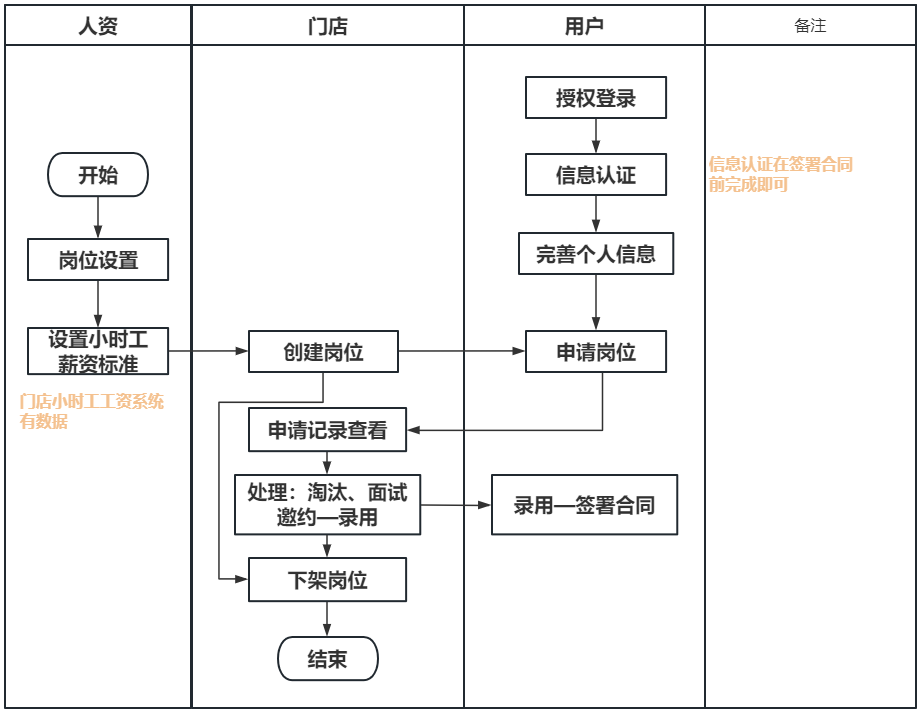 人资
门店
用户
备注
授权登录
开始
信息认证
信息认证在签署合同
前完成即可
岗位设置
完善个人信息
设置小时工
薪资标准
创建岗位
申请岗位
门店小时工工资系统
有数据
申请记录查看
处理：淘汰、面试
邀约—录用
录用—签署合同
下架岗位
结束